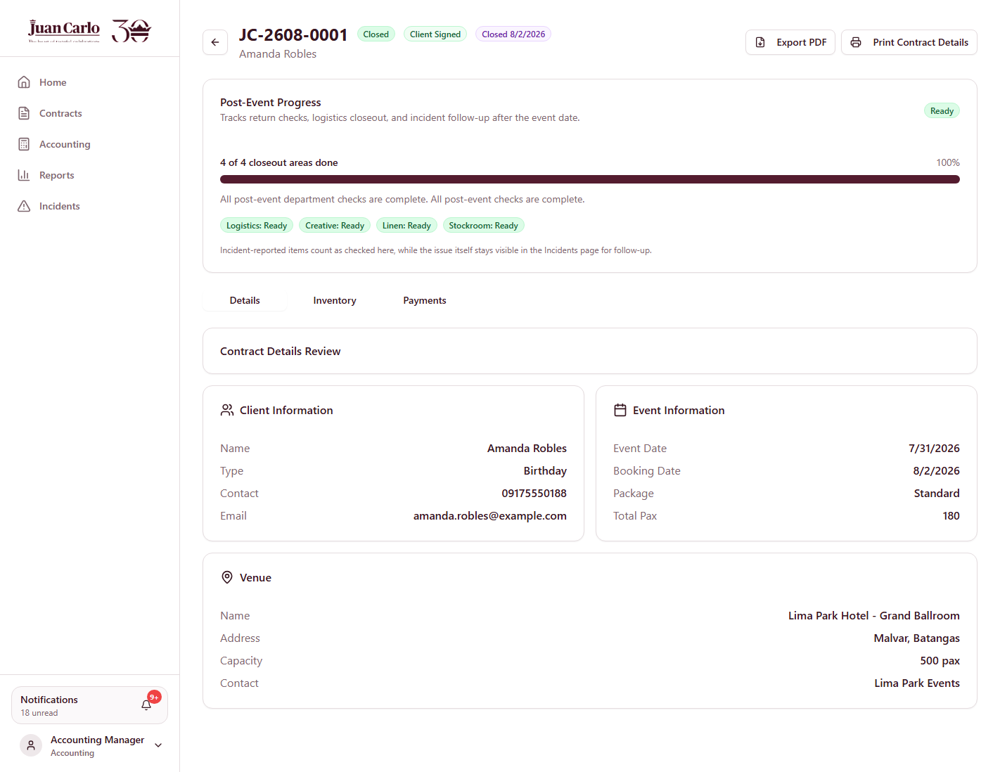 Juan Carlo 30
The heart of tasteful celebrations
Home
Contracts
Accounting
Reports
Incidents
Notifications
18 unread
9+
Accounting Manager
Accounting
JC-2608-0001
Closed
Client Signed
Closed 8/2/2026
Amanda Robles
Export PDF
Print Contract Details
Post-Event Progress
Tracks return checks, logistics closeout, and incident follow-up after the event date.
Ready
4 of 4 closeout areas done
100%
All post-event department checks are complete. All post-event checks are complete.
Logistics: Ready
Creative: Ready
Linen: Ready
Stockroom: Ready
Incident-reported items count as checked here, while the issue itself stays visible in the Incidents page for follow-up.
Details
Inventory
Payments
Contract Details Review
Client Information
Name Amanda Robles
Type Birthday
Contact 09175550188
Email amanda.robles@example.com
Event Information
Event Date 7/31/2026
Booking Date 8/2/2026
Package Standard
Total Pax 180
Venue
Name Lima Park Hotel - Grand Ballroom
Address Malvar, Batangas
Capacity 500 pax
Contact Lima Park Events